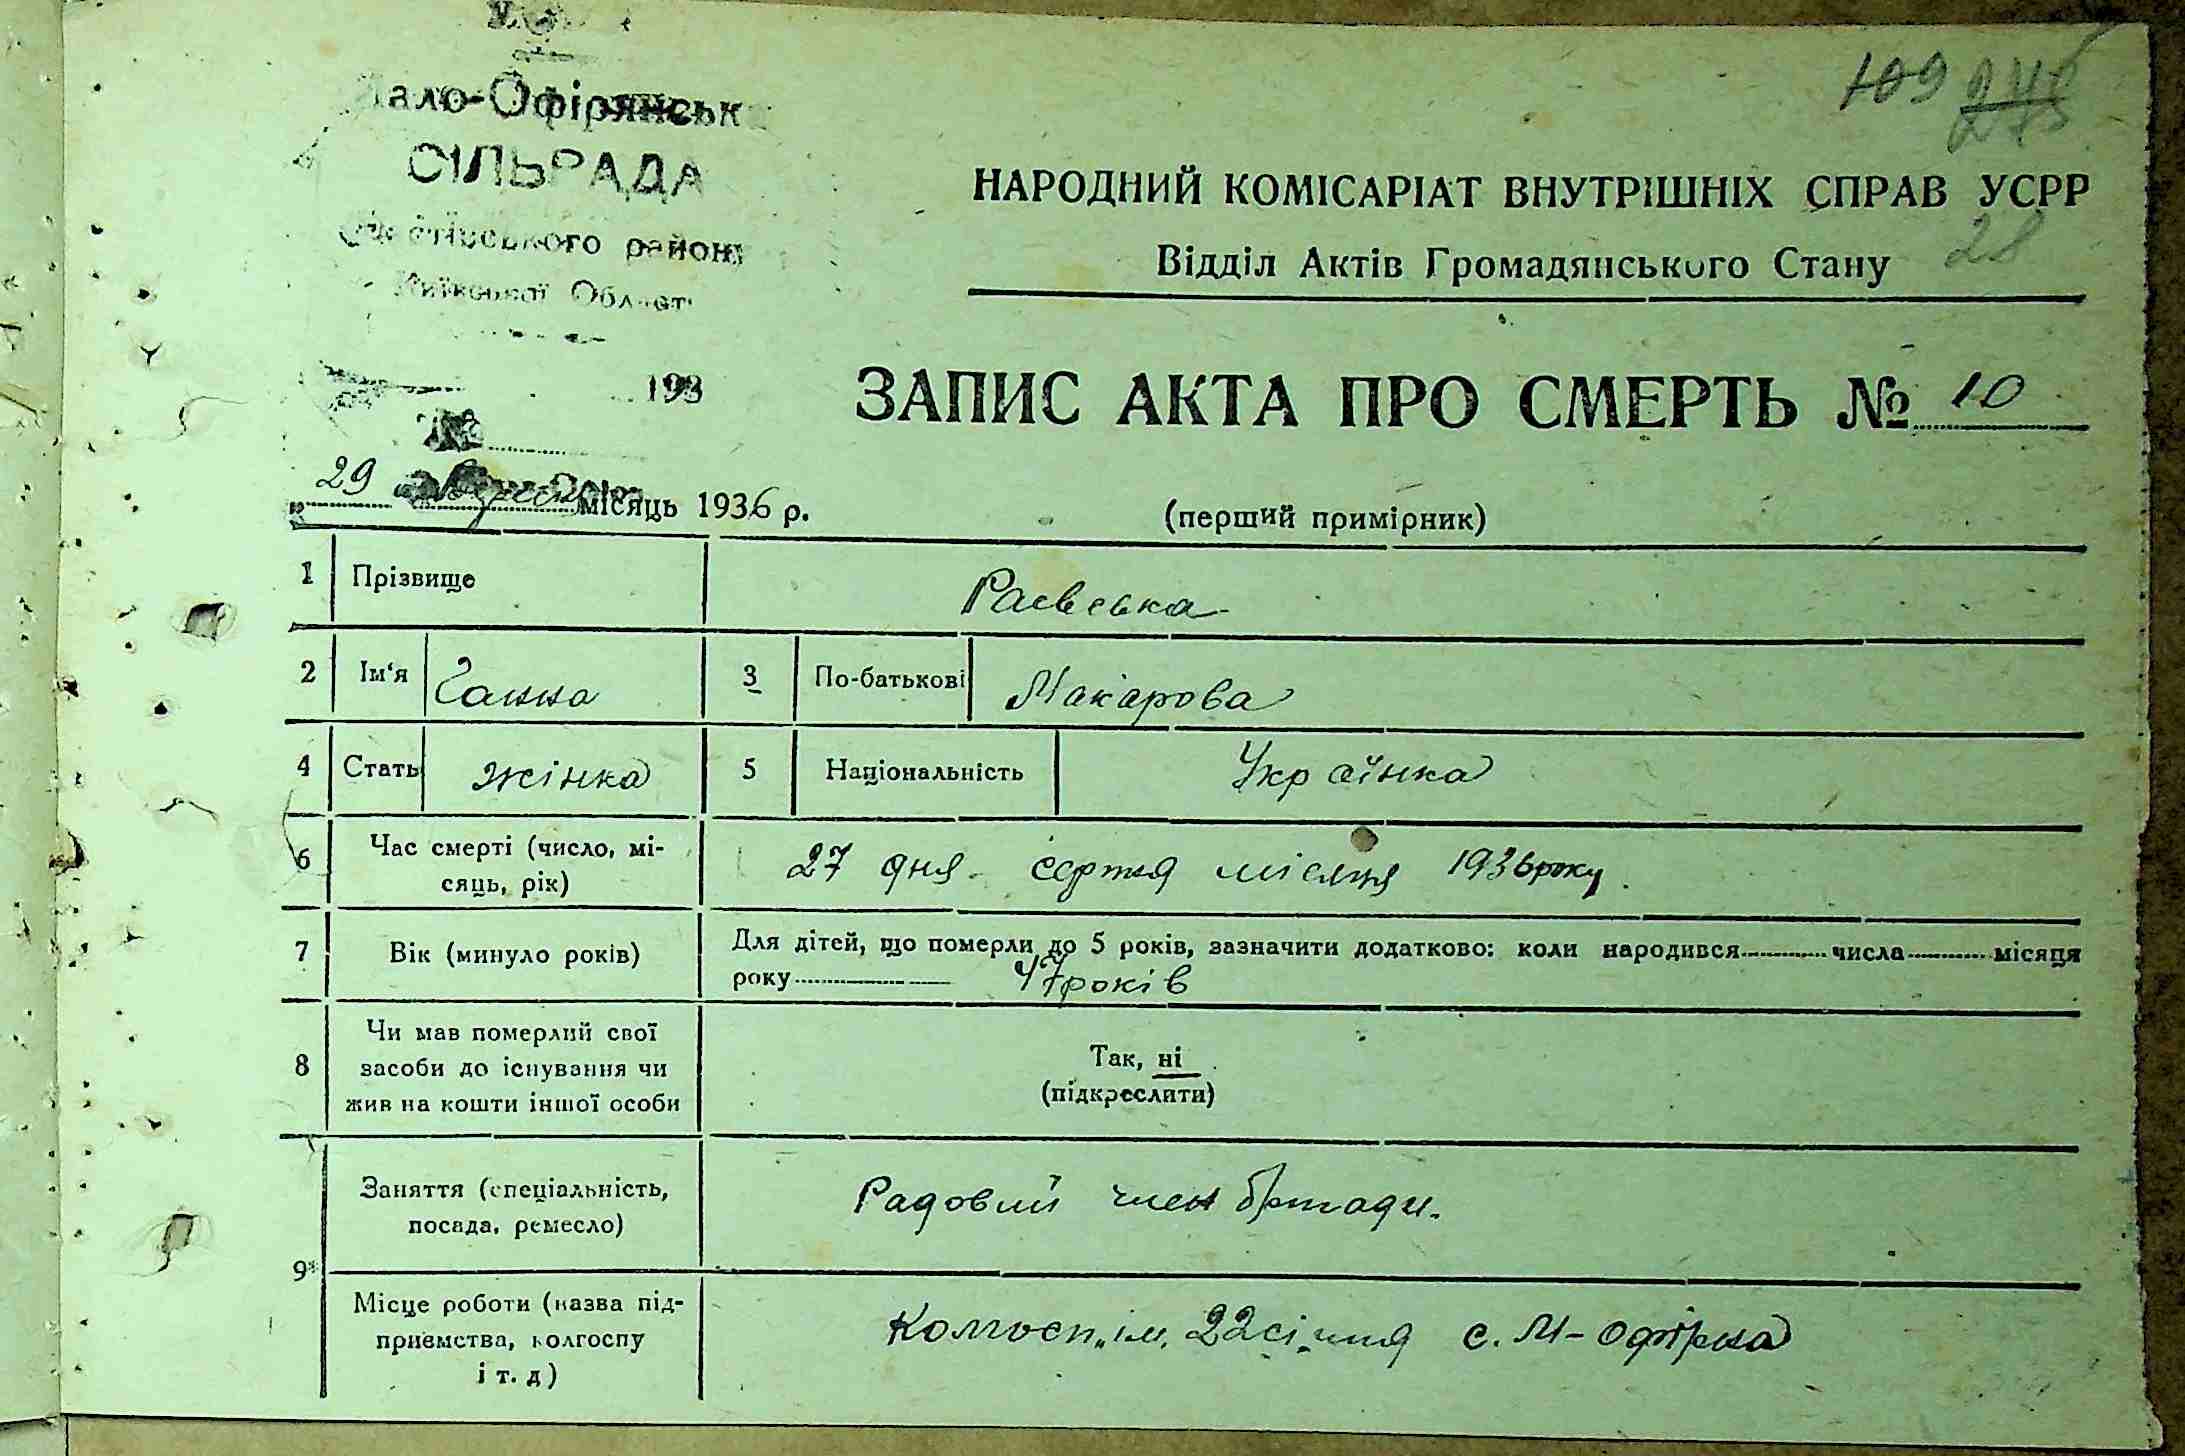 Офірянськ
СІЛЬРАДА
району
Київської Області
193
109
28
НАРОДНИЙ КОМІСАРІАТ ВНУТРІШНІХ СПРАВ УСРР
Відділ Актів Громадянського Стану
ЗАПИС АКТА ПРО СМЕРТЬ № 10
„ 29 місяць 1936 р.
(перший примірник)
1 Прізвище Раєвська
2 Ім'я Ганна 3 По-батькові Макарова
4 Стать жінка 5 Національність Українка
6 Час смерті (число, мі-
сяць, рік) 27 дня серпня місяця 1936 року
7 Вік (минуло років) Для дітей, що померли до 5 років, зазначити додатково: коли народився числа місяця
року 47 років
8 Чи мав померлий свої
засоби до існування чи
жив на кошти іншої особи
Так, ні
(підкреслити)
9 Заняття (спеціальність,
посада, ремесло) Радовий член бригади.
Місце роботи (назва під-
приємства, колгоспу
і т. д) Колгосп „ім. 22 січня с. М-Офірна